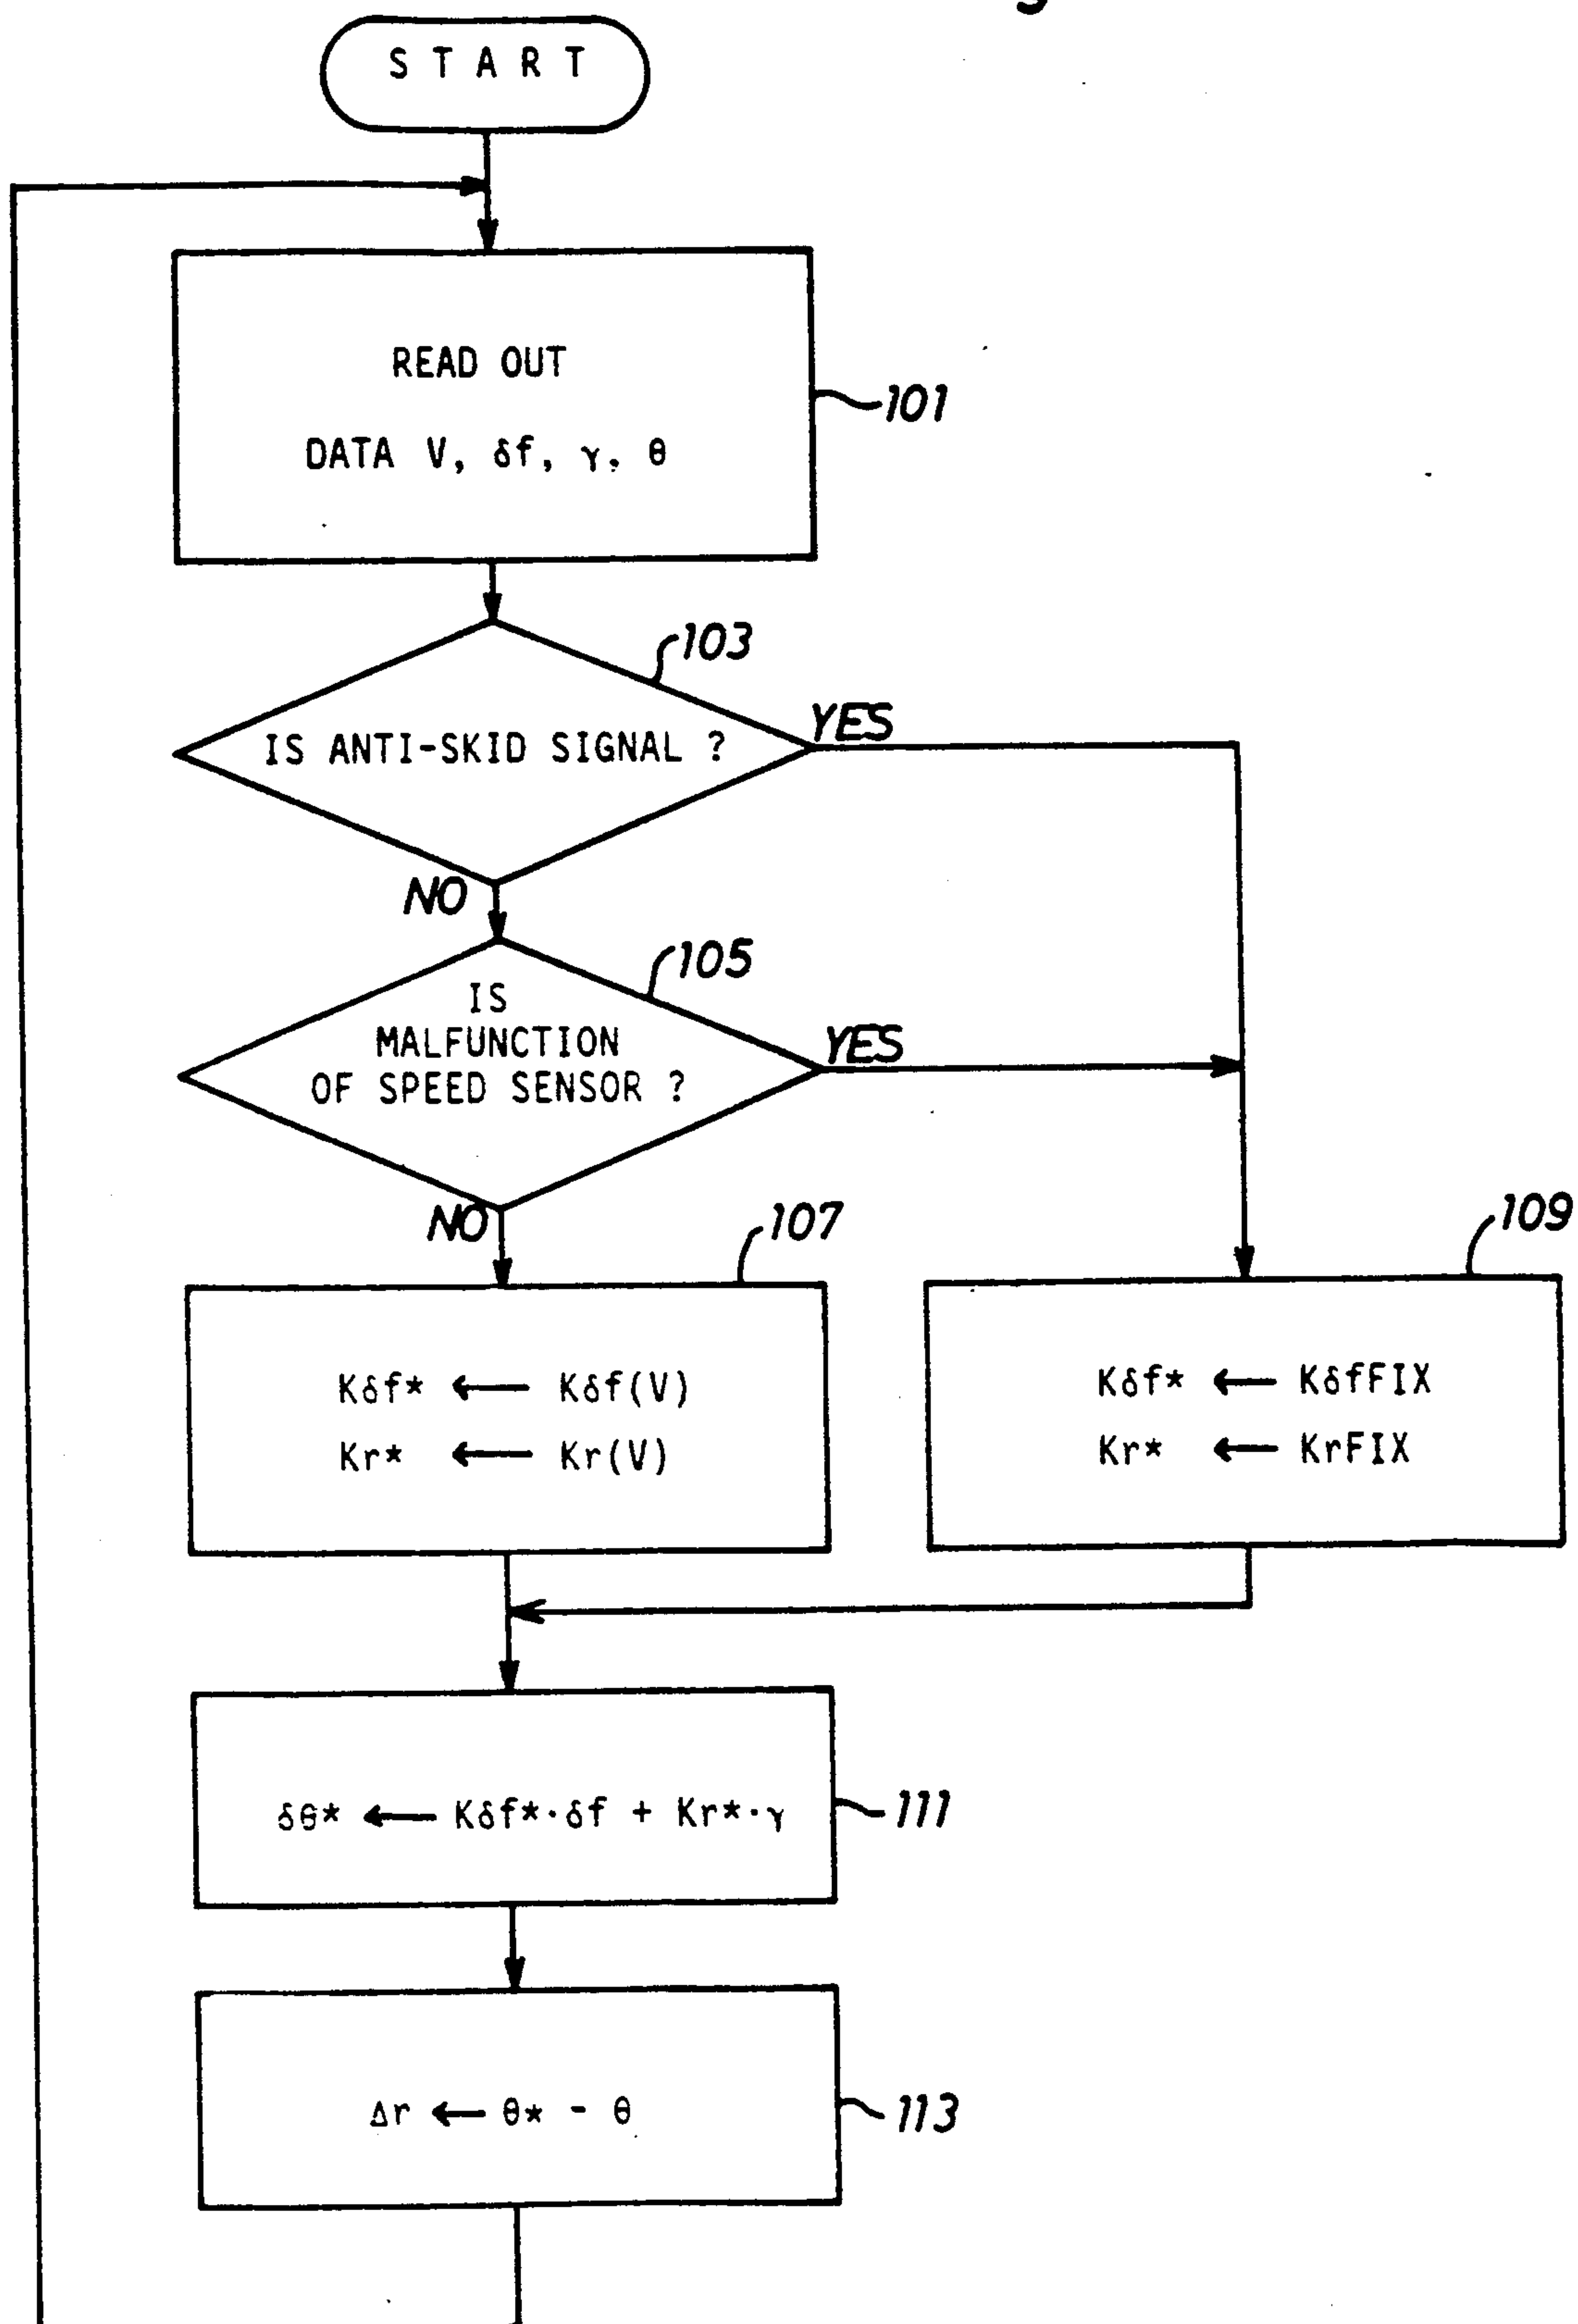 S T A R T
READ OUT
DATA V, δf, γ, θ
101
103
IS ANTI-SKID SIGNAL ?
YES
NO
105
IS
MALFUNCTION
OF SPEED SENSOR ?
YES
NO
107
Kδf* ← Kδf(V)
Kr* ← Kr(V)
109
Kδf* ← KδfFIX
Kr* ← KrFIX
δθ* ← Kδf*·δf + Kr*·γ
111
Δr ← θ* - θ
113